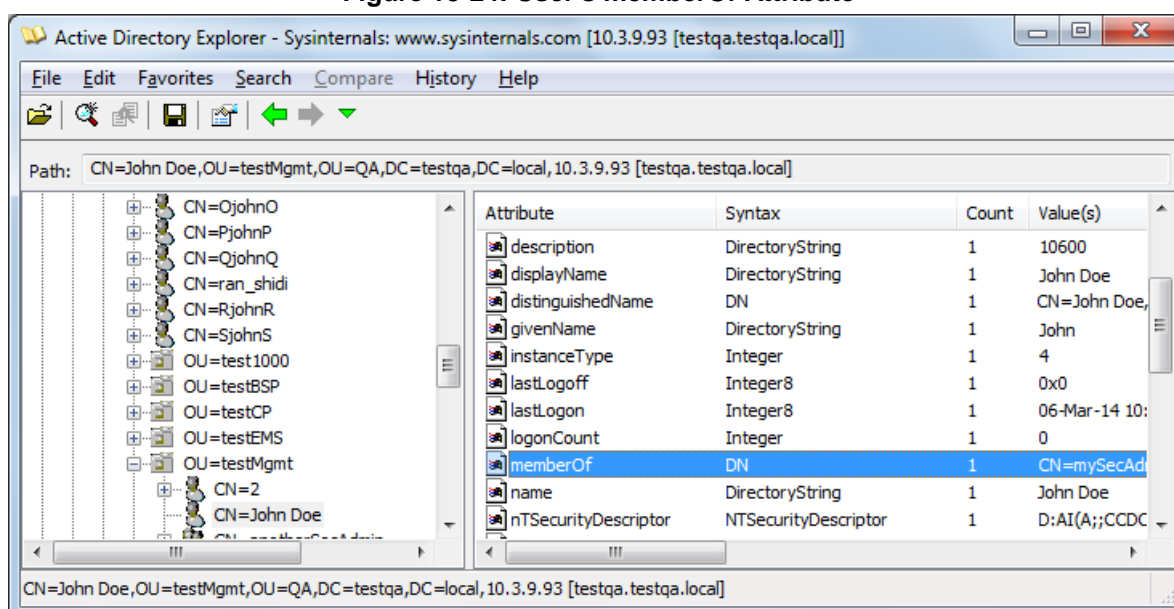 Active Directory Explorer - Sysinternals: www.sysinternals.com [10.3.9.93 [testqa.testqa.local]]
File Edit Favorites Search Compare History Help
Path: CN=John Doe,OU=testMgmt,OU=QA,DC=testqa,DC=local,10.3.9.93 [testqa.testqa.local]
CN=OjohnO
CN=PjohnP
CN=QjohnQ
CN=ran_shidi
CN=RjohnR
CN=SjohnS
OU=test1000
OU=testBSP
OU=testCP
OU=testEMS
OU=testMgmt
CN=2
CN=John Doe
Attribute Syntax Count Value(s)
description DirectoryString 1 10600
displayName DirectoryString 1 John Doe
distinguishedName DN 1 CN=John Doe,
givenName DirectoryString 1 John
instanceType Integer 1 4
lastLogoff Integer8 1 0x0
lastLogon Integer8 1 06-Mar-14 10:
logonCount Integer 1 0
memberOf DN 1 CN=mySecAdm
name DirectoryString 1 John Doe
nTSecurityDescriptor NTSecurityDescriptor 1 D:AI(A;;CCDC
CN=John Doe,OU=testMgmt,OU=QA,DC=testqa,DC=local,10.3.9.93 [testqa.testqa.local]